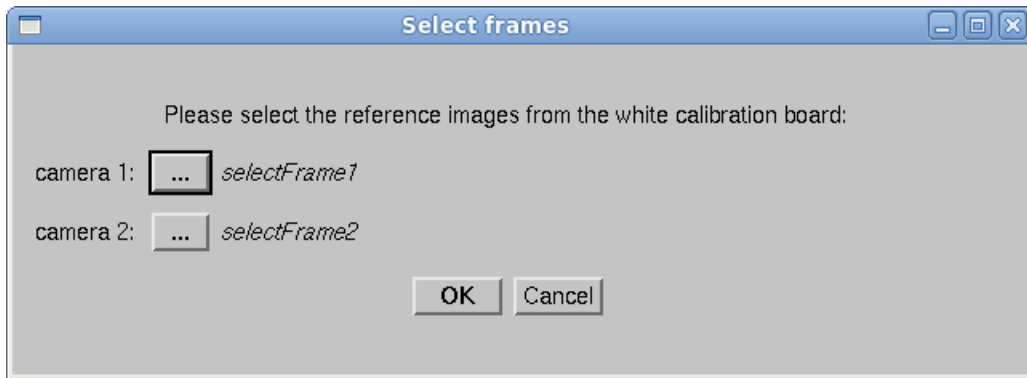 Select frames
Please select the reference images from the white calibration board:
camera 1: ... selectFrame1
camera 2: ... selectFrame2
OK Cancel